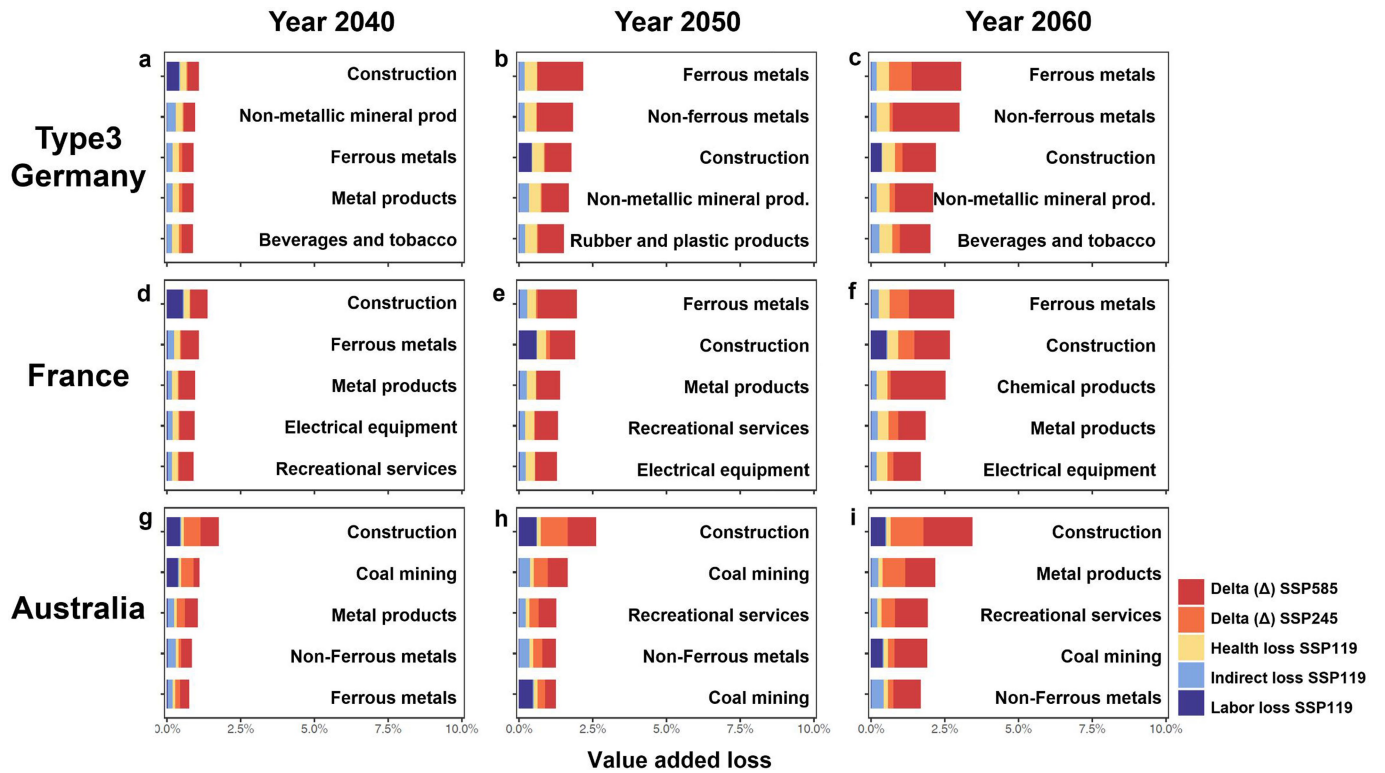 Year 2040
Year 2050
Year 2060
Type3
Germany
a
Construction
Non-metallic mineral prod
Ferrous metals
Metal products
Beverages and tobacco
b
Ferrous metals
Non-ferrous metals
Construction
Non-metallic mineral prod.
Rubber and plastic products
c
Ferrous metals
Non-ferrous metals
Construction
Non-metallic mineral prod.
Beverages and tobacco
France
d
Construction
Ferrous metals
Metal products
Electrical equipment
Recreational services
e
Ferrous metals
Construction
Metal products
Recreational services
Electrical equipment
f
Ferrous metals
Construction
Chemical products
Metal products
Electrical equipment
Australia
g
Construction
Coal mining
Metal products
Non-Ferrous metals
Ferrous metals
0.0% 2.5% 5.0% 7.5% 10.0%
h
Construction
Coal mining
Recreational services
Non-Ferrous metals
Coal mining
0.0% 2.5% 5.0% 7.5% 10.0%
i
Construction
Metal products
Recreational services
Coal mining
Non-Ferrous metals
0.0% 2.5% 5.0% 7.5% 10.0%
Delta (Δ) SSP585
Delta (Δ) SSP245
Health loss SSP119
Indirect loss SSP119
Labor loss SSP119
Value added loss